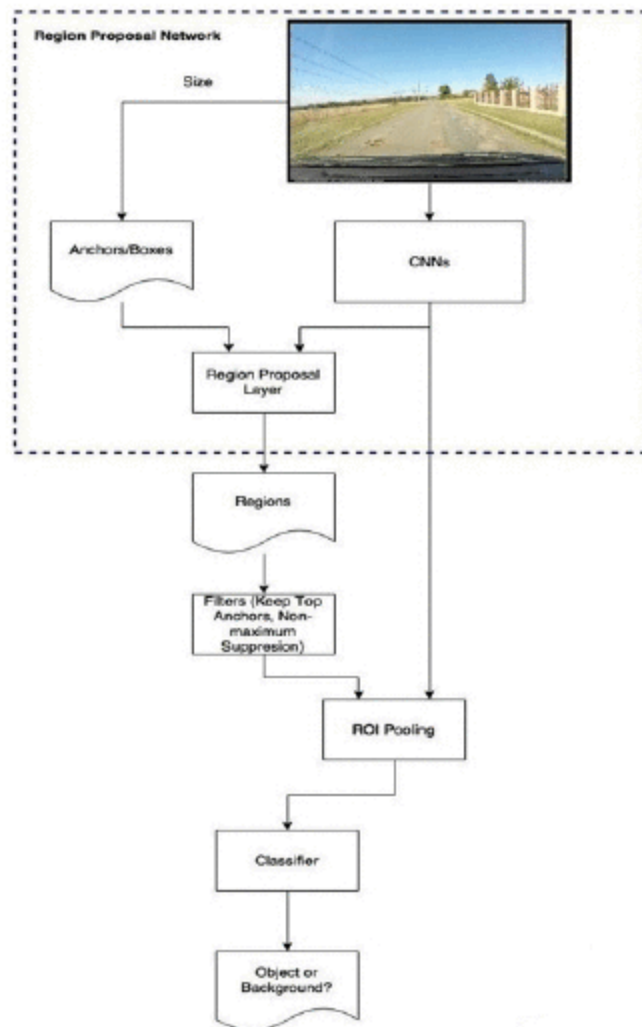 Region Proposal Network
Size
Anchors/Boxes
CNNs
Region Proposal
Layer
Regions
Filters (Keep Top
Anchors, Non-
maximum
Suppresion)
ROI Pooling
Classifier
Object or
Background?